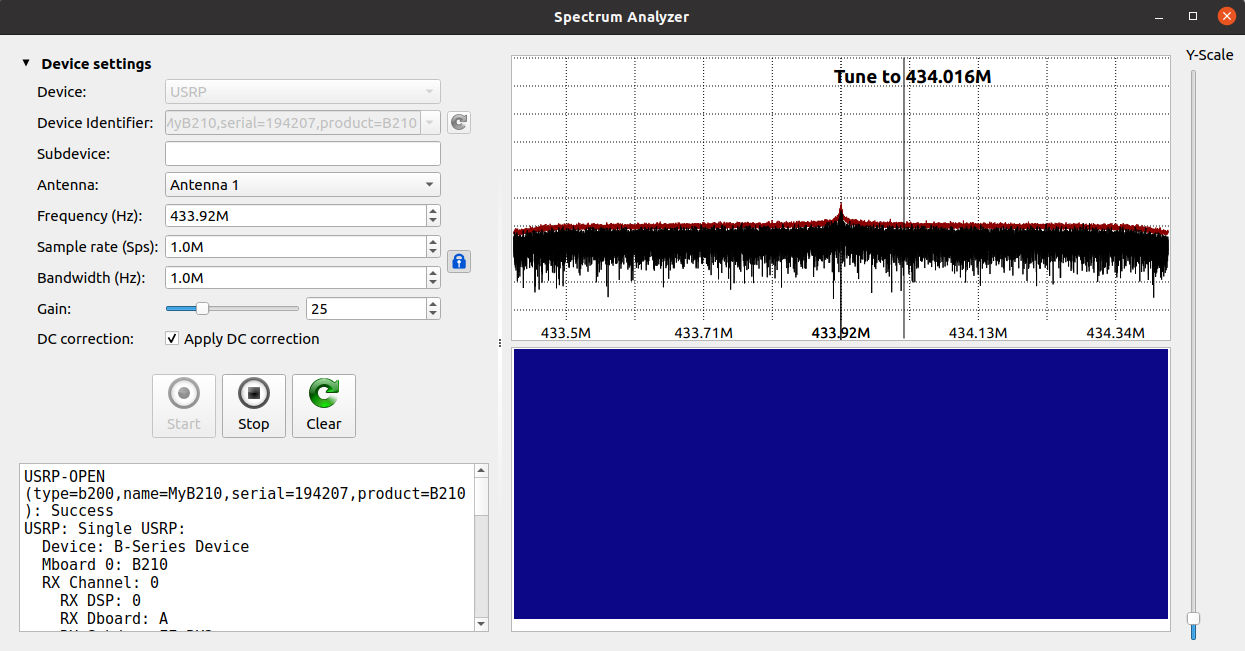 Spectrum Analyzer
Device settings
Device: USRP
Device Identifier: MyB210,serial=194207,product=B210
Subdevice:
Antenna: Antenna 1
Frequency (Hz): 433.92M
Sample rate (Sps): 1.0M
Bandwidth (Hz): 1.0M
Gain: 25
DC correction: Apply DC correction
Start Stop Clear
USRP-OPEN
(type=b200,name=MyB210,serial=194207,product=B210
): Success
USRP: Single USRP:
Device: B-Series Device
Mboard 0: B210
RX Channel: 0
RX DSP: 0
RX Dboard: A
Tune to 434.016M
433.5M 433.71M 433.92M 434.13M 434.34M
Y-Scale